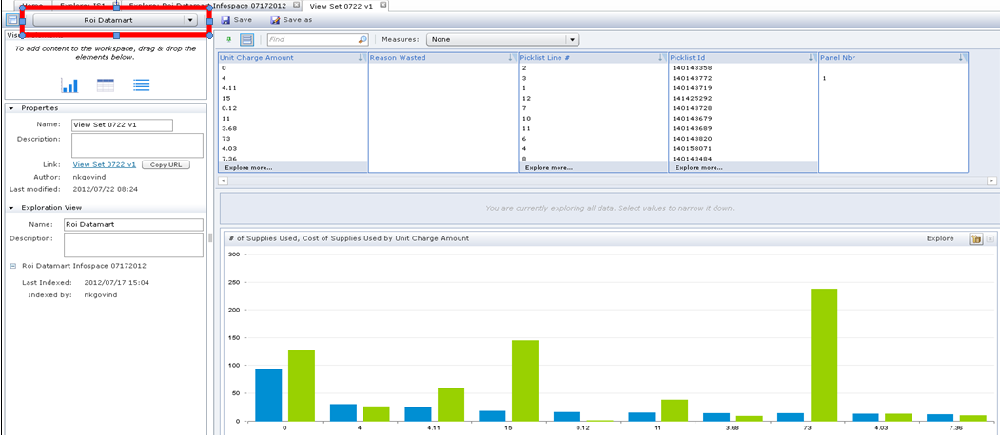 Home Explore: IS1 Explore: Roi Datamart Infospace 07172012 View Set 0722 v1
Roi Datamart Save Save as
To add content to the workspace, drag & drop the
elements below.
Properties
Name: View Set 0722 v1
Description:
Link: View Set 0722 v1 Copy URL
Author: nkgovind
Last modified: 2012/07/22 08:24
Exploration View
Name: Roi Datamart
Description:
Roi Datamart Infospace 07172012
Last Indexed: 2012/07/17 15:04
Indexed by: nkgovind
Find Measures: None
Unit Charge Amount Reason Wasted Picklist Line # Picklist Id Panel Nbr
0 2 140143358
4 3 140143772 1
4.11 1 140143719
15 12 141425292
0.12 7 140143728
11 10 140143679
3.68 11 140143689
73 6 140143820
4.03 4 140158071
7.36 8 140143484
Explore more... Explore more... Explore more...
You are currently exploring all data. Select values to narrow it down.
# of Supplies Used, Cost of Supplies Used by Unit Charge Amount Explore
300
250
200
150
100
50
0
0 4 4.11 15 0.12 11 3.68 73 4.03 7.36